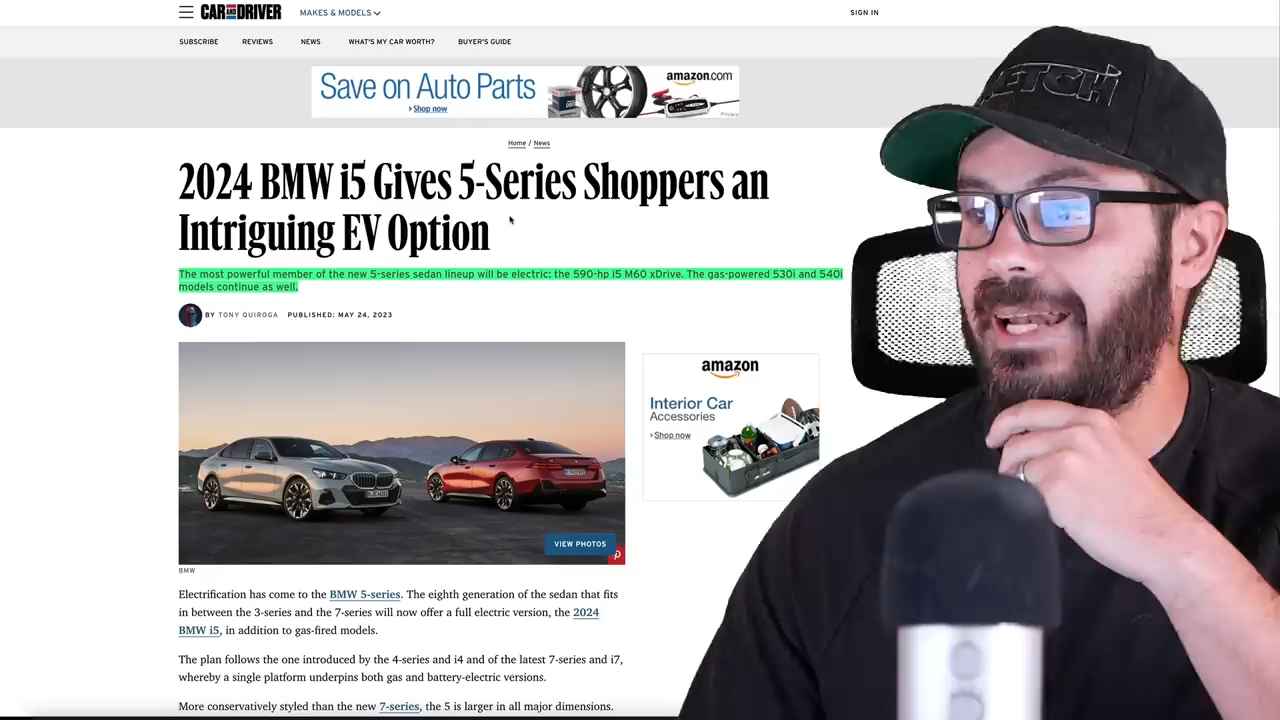 CAR AND DRIVER
MAKES & MODELS
SIGN IN
SUBSCRIBE
REVIEWS
NEWS
WHAT'S MY CAR WORTH?
BUYER'S GUIDE
Save on Auto Parts
Shop now
amazon.com
Privacy
Home / News
2024 BMW i5 Gives 5-Series Shoppers an
Intriguing EV Option
The most powerful member of the new 5-series sedan lineup will be electric: the 590-hp i5 M60 xDrive. The gas-powered 530i and 540i
models continue as well.
BY TONY QUIROGA PUBLISHED: MAY 24, 2023
amazon
Interior Car
Accessories
Shop now
VIEW PHOTOS
BMW
Electrification has come to the BMW 5-series. The eighth generation of the sedan that fits
in between the 3-series and the 7-series will now offer a full electric version, the 2024
BMW i5, in addition to gas-fired models.
The plan follows the one introduced by the 4-series and i4 and of the latest 7-series and i7,
whereby a single platform underpins both gas and battery-electric versions.
More conservatively styled than the new 7-series, the 5 is larger in all major dimensions.